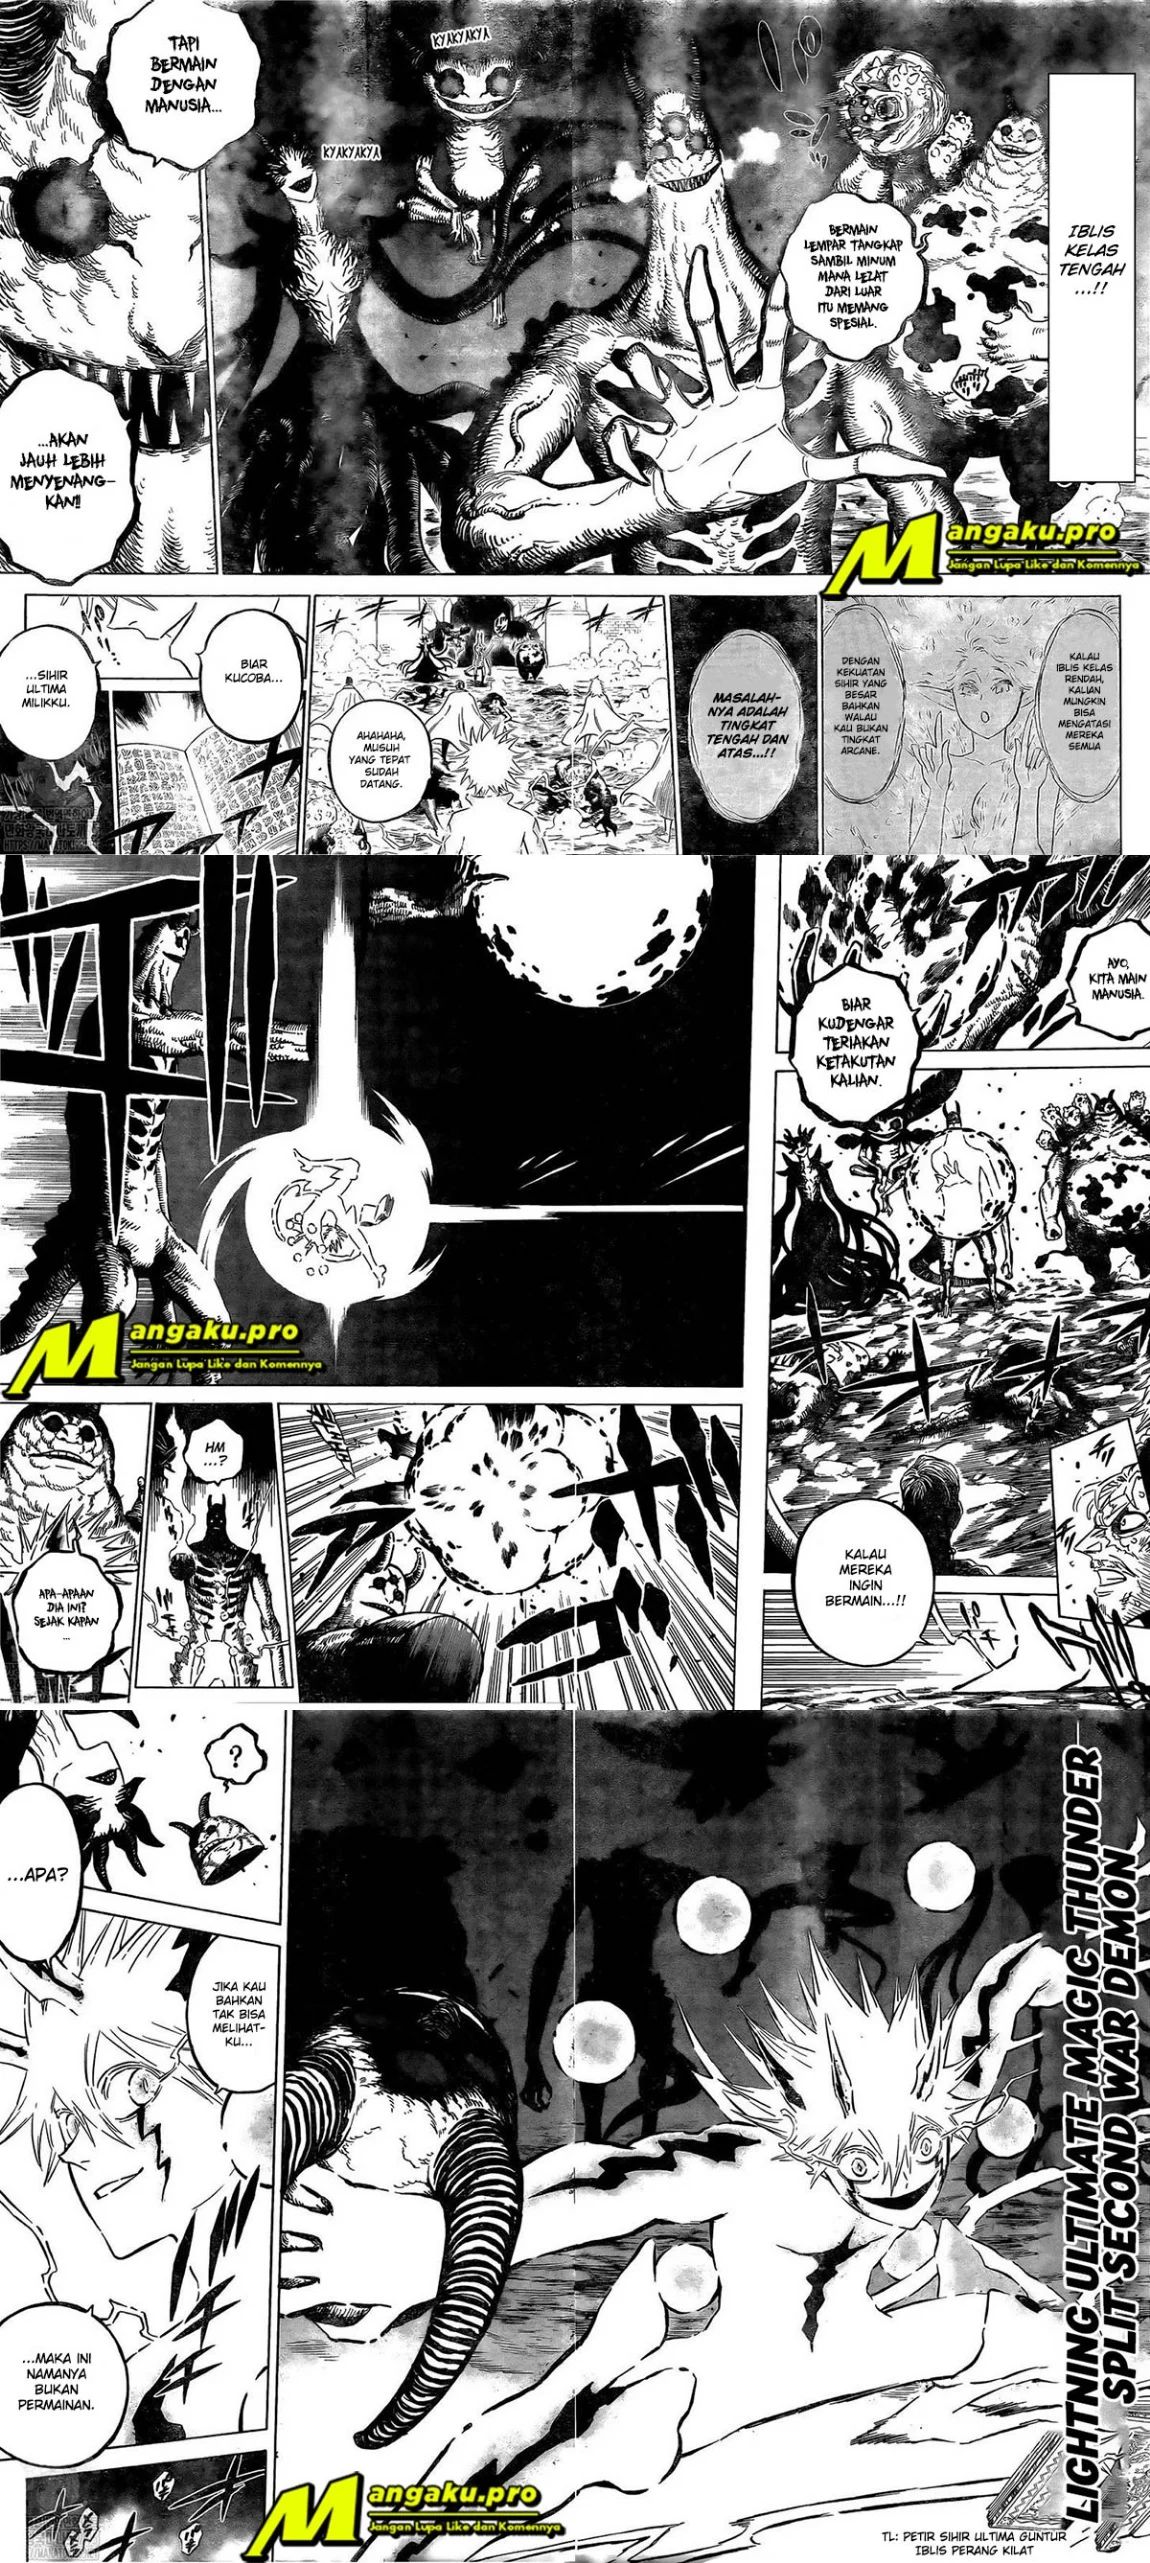 IBLIS
KELAS
TENGAH
...!!
BERMAIN
LEMPAR TANGKAP
SAMBIL MINUM
MANA LEZAT
DARI LUAR
ITU MEMANG
SPESIAL.
KYAKYAKYA
KYAKYAKYA
TAPI
BERMAIN
DENGAN
MANUSIA...
...AKAN
JAUH LEBIH
MENYENANG-
KAN!!
Mangaku.pro
Jangan Lupa Like dan Komennya
KALAU
IBLIS KELAS
RENDAH,
KALIAN
MUNGKIN
BISA
MENGATASI
MEREKA
SEMUA
DENGAN
KEKUATAN
SIHIR YANG
BESAR
BAHKAN
WALAU
KAU BUKAN
TINGKAT
ARCANE.
MASALAH-
NYA ADALAH
TINGKAT
TENGAH DAN
ATAS...!!
AHAHAHA,
MUSUH
YANG TEPAT
SUDAH
DATANG.
BIAR
KUCOBA...
...SIHIR
ULTIMA
MILIKKU.
AYO,
KITA MAIN
MANUSIA.
BIAR
KUDENGAR
TERIAKAN
KETAKUTAN
KALIAN.
KALAU
MEREKA
INGIN
BERMAIN...!!
Mangaku.pro
Jangan Lupa Like dan Komennya
HM
...?
APA-APAAN
DIA INI?
SEJAK KAPAN
...
LIGHTNING ULTIMATE MAGIC THUNDER
SPLIT SECOND WAR DEMON
TL: PETIR SIHIR ULTIMA GUNTUR
IBLIS PERANG KILAT
?
...APA?
JIKA KAU
BAHKAN
TAK BISA
MELIHAT-
KU...
...MAKA INI
NAMANYA
BUKAN
PERMAINAN.
Mangaku.pro
Jangan Lupa Like dan Komennya